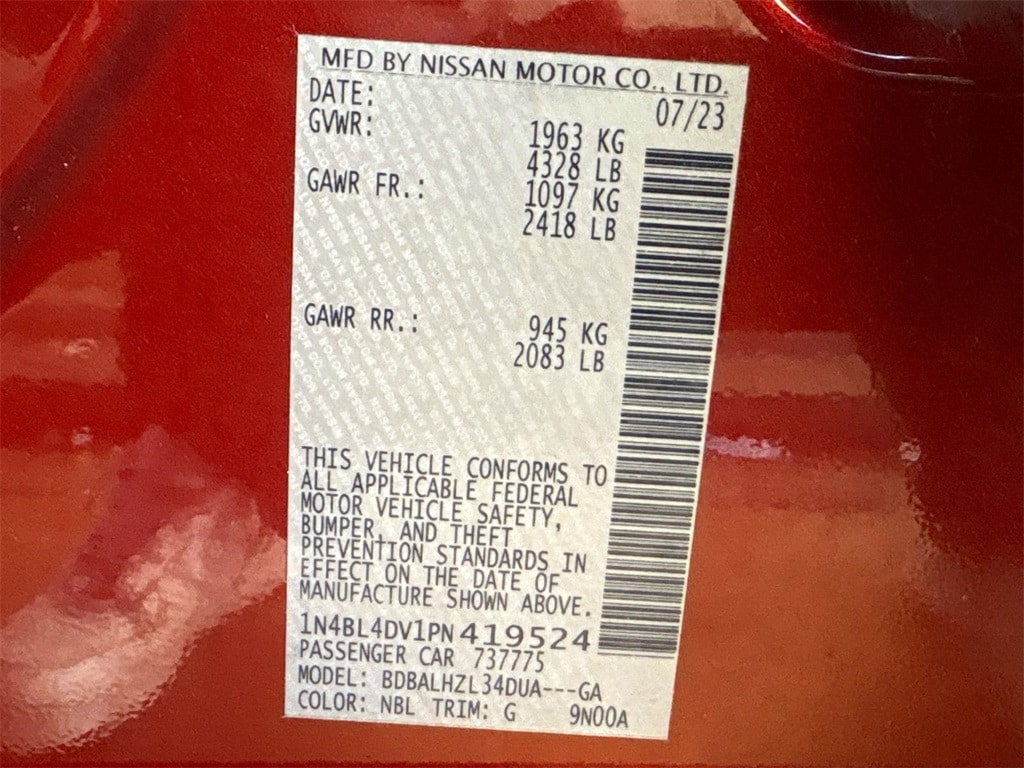 MFD BY NISSAN MOTOR CO., LTD.
DATE: 07/23
GVWR: 1963 KG
4328 LB
GAWR FR.: 1097 KG
2418 LB
GAWR RR.: 945 KG
2083 LB
THIS VEHICLE CONFORMS TO
ALL APPLICABLE FEDERAL
MOTOR VEHICLE SAFETY,
BUMPER, AND THEFT
PREVENTION STANDARDS IN
EFFECT ON THE DATE OF
MANUFACTURE SHOWN ABOVE.
1N4BL4DV1PN419524
PASSENGER CAR 737775
MODEL: BDBALHZL34DUA---GA
COLOR: NBL TRIM: G 9N00A